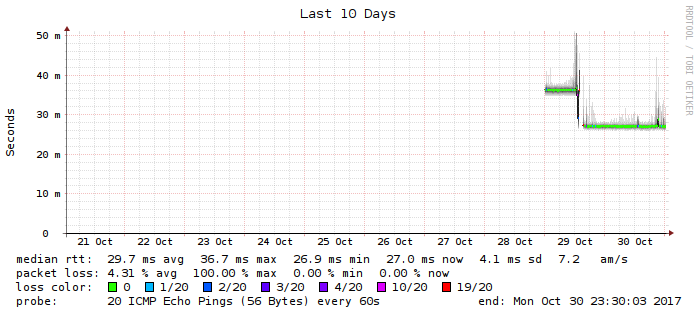 Last 10 Days
RRDTOOL / TOBI OETIKER
Seconds
50 m
40 m
30 m
20 m
10 m
0
21 Oct 22 Oct 23 Oct 24 Oct 25 Oct 26 Oct 27 Oct 28 Oct 29 Oct 30 Oct
median rtt: 29.7 ms avg 36.7 ms max 26.9 ms min 27.0 ms now 4.1 ms sd 7.2 am/s
packet loss: 4.31 % avg 100.00 % max 0.00 % min 0.00 % now
loss color: 0 1/20 2/20 3/20 4/20 10/20 19/20
probe: 20 ICMP Echo Pings (56 Bytes) every 60s end: Mon Oct 30 23:30:03 2017